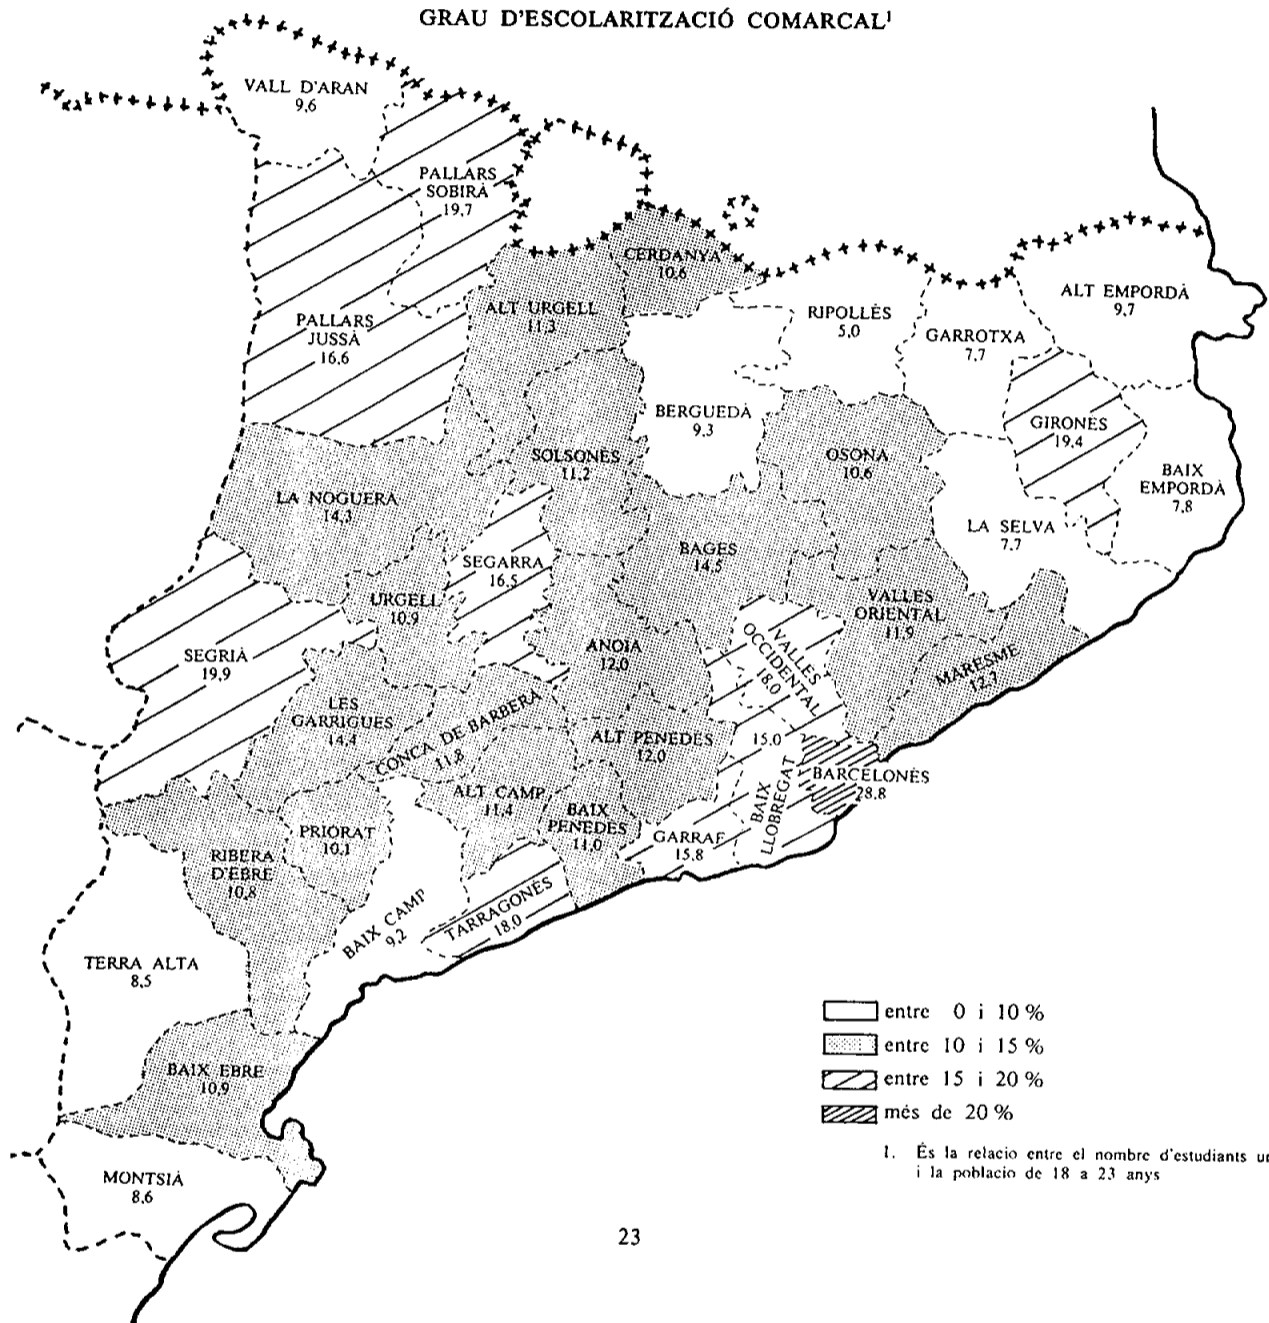 GRAU D'ESCOLARITZACIÓ COMARCAL¹
VALL D'ARAN
9,6
PALLARS
SOBIRÀ
19,7
CERDANYA
10,6
ALT URGELL
11,3
PALLARS
JUSSÀ
16,6
RIPOLLÈS
5,0
GARROTXA
7,7
ALT EMPORDÀ
9,7
BERGUEDÀ
9,3
GIRONÈS
19,4
SOLSONÈS
11,2
OSONA
10,6
BAIX
EMPORDÀ
7,8
LA NOGUERA
14,3
LA SELVA
7,7
SEGARRA
16,5
BAGES
14,5
URGELL
10,9
VALLÈS
ORIENTAL
11,9
SEGRIÀ
19,9
ANOIA
12,0
VALLÈS
OCCIDENTAL
18,0
MARESME
12,7
LES
GARRIGUES
14,4
CONCA DE BARBERÀ
11,8
ALT PENEDÈS
12,0
15,0
BAIX
LLOBREGAT
BARCELONÈS
28,8
ALT CAMP
11,4
BAIX
PENEDÈS
11,0
GARRAF
15,8
PRIORAT
10,1
RIBERA
D'EBRE
10,8
BAIX CAMP
9,2
TARRAGONÈS
18,0
TERRA ALTA
8,5
BAIX EBRE
10,9
MONTSIÀ
8,6
entre 0 i 10 %
entre 10 i 15 %
entre 15 i 20 %
més de 20 %
1. És la relacio entre el nombre d'estudiants
i la poblacio de 18 a 23 anys
23